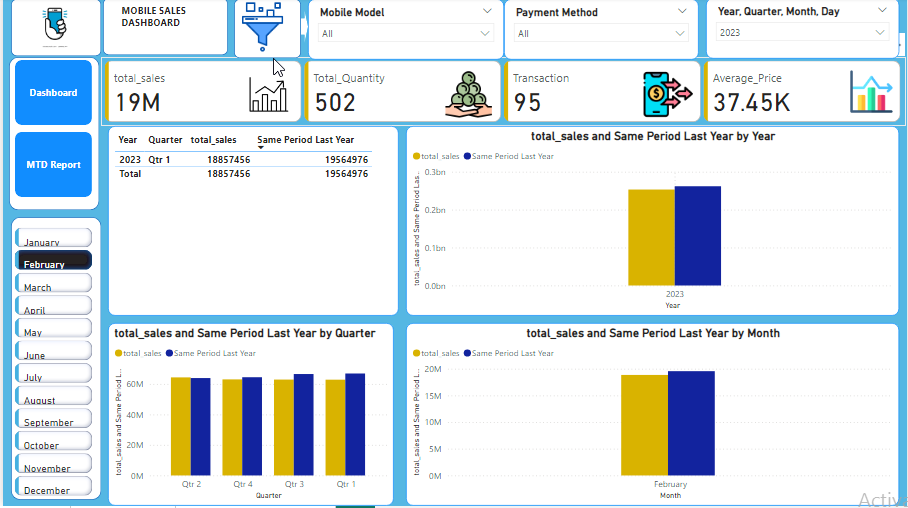 MOBILE SALES
DASHBOARD
Mobile Model
All
Payment Method
All
Year, Quarter, Month, Day
2023
Dashboard
MTD Report
total_sales
19M
Total_Quantity
502
Transaction
95
Average_Price
37.45K
January
February
March
April
May
June
July
August
September
October
November
December
Year Quarter total_sales Same Period Last Year
2023 Qtr 1 18857456 19564976
Total 18857456 19564976
total_sales and Same Period Last Year by Year
total_sales Same Period Last Year
total_sales and Same Period Las...
0.3bn
0.2bn
0.1bn
0.0bn
2023
Year
total_sales and Same Period Last Year by Quarter
total_sales Same Period Last Year
total_sales and Same Period L...
60M
40M
20M
0M
Qtr 2 Qtr 4 Qtr 3 Qtr 1
Quarter
total_sales and Same Period Last Year by Month
total_sales Same Period Last Year
total_sales and Same Period L...
20M
15M
10M
5M
0M
February
Month
Activ